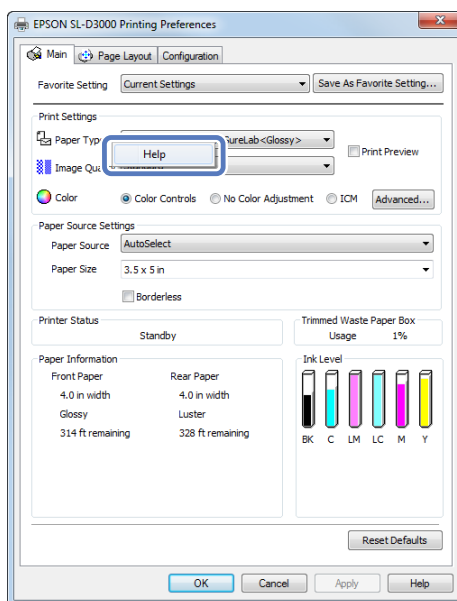 EPSON SL-D3000 Printing Preferences
Main Page Layout Configuration
Favorite Setting Current Settings Save As Favorite Setting...
Print Settings
Paper Typ SureLab<Glossy>
Help
Print Preview
Image Qua
Color Color Controls No Color Adjustment ICM Advanced...
Paper Source Settings
Paper Source AutoSelect
Paper Size 3.5 x 5 in
Borderless
Printer Status Trimmed Waste Paper Box
Standby Usage 1%
Paper Information Ink Level
Front Paper Rear Paper
4.0 in width 4.0 in width
Glossy Luster
314 ft remaining 328 ft remaining
BK C LM LC M Y
Reset Defaults
OK Cancel Apply Help